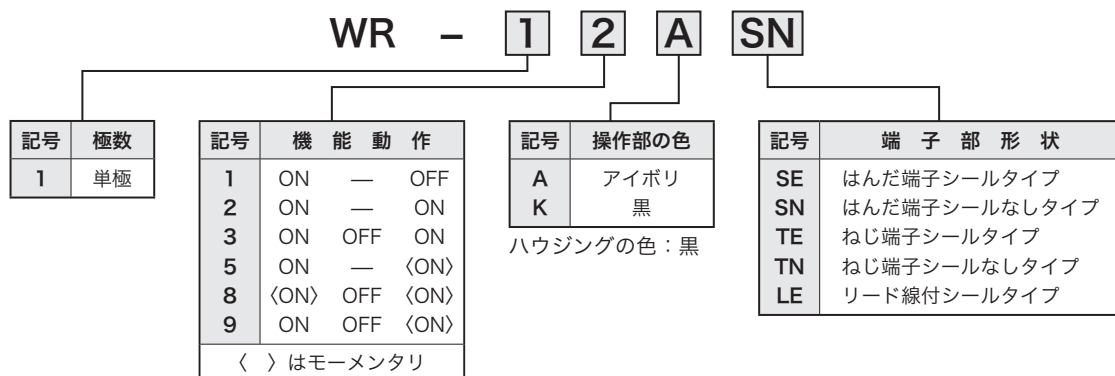 WR – 1 2 A SN
記号 極数
1 単極
記号 機能動作
1 ON — OFF
2 ON — ON
3 ON OFF ON
5 ON — 〈ON〉
8 〈ON〉 OFF 〈ON〉
9 ON OFF 〈ON〉
〈 〉はモーメンタリ
記号 操作部の色
A アイボリ
K 黒
ハウジングの色：黒
記号 端子部形状
SE はんだ端子シールタイプ
SN はんだ端子シールなしタイプ
TE ねじ端子シールタイプ
TN ねじ端子シールなしタイプ
LE リード線付シールタイプ